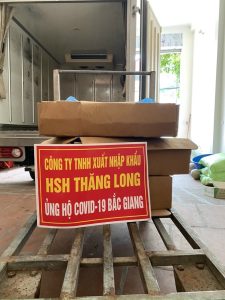 CÔNG TY TNHH XUẤT NHẬP KHẨU
HSH THĂNG LONG
ỦNG HỘ COVID-19 BẮC GIANG